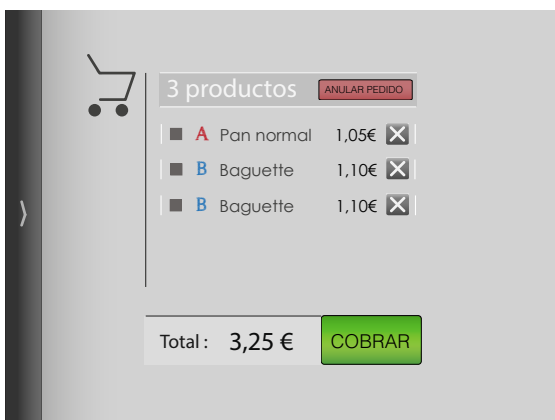 3 productos ANULAR PEDIDO
A Pan normal 1,05€
B Baguette 1,10€
B Baguette 1,10€
Total : 3,25 € COBRAR